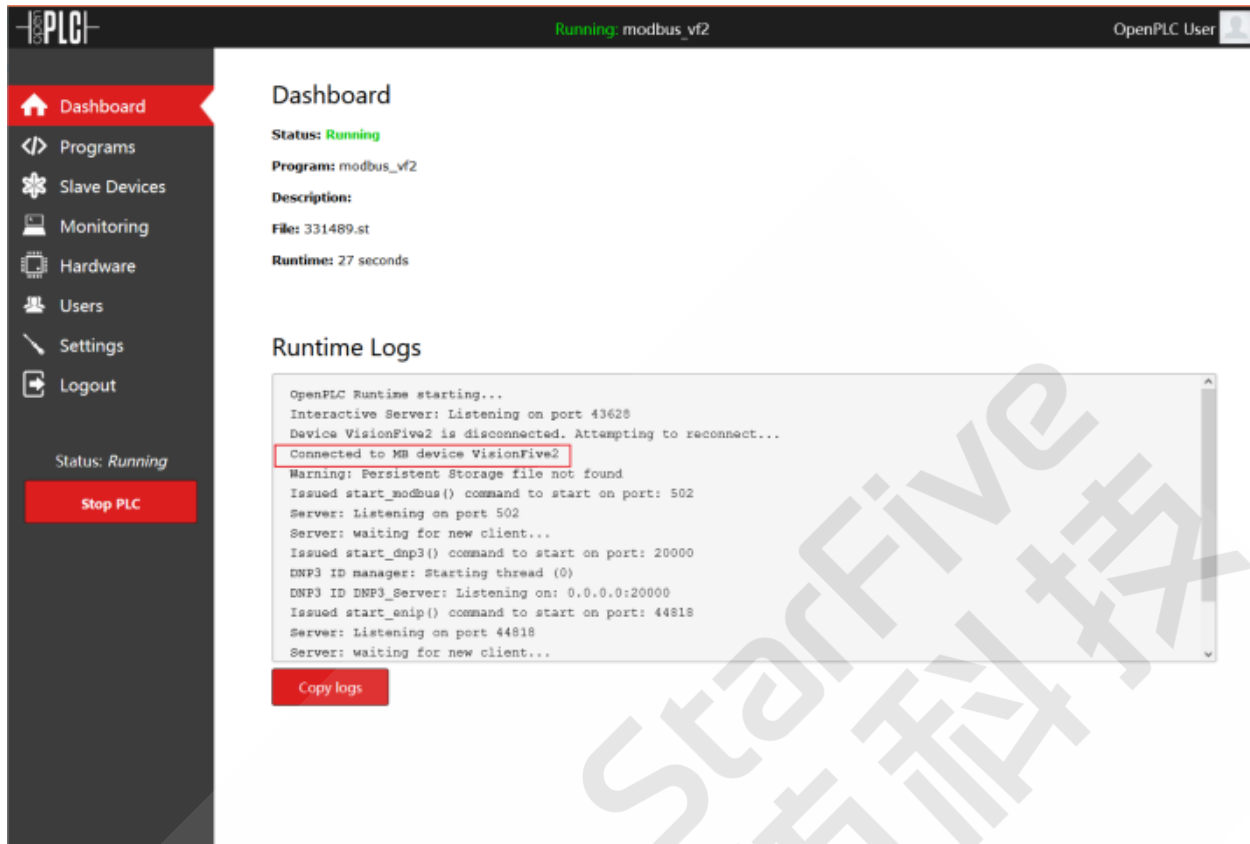 open PLC
Running: modbus_vf2
OpenPLC User
Dashboard
Programs
Slave Devices
Monitoring
Hardware
Users
Settings
Logout
Status: Running
Stop PLC
Dashboard
Status: Running
Program: modbus_vf2
Description:
File: 331489.st
Runtime: 27 seconds
Runtime Logs
OpenPLC Runtime starting...
Interactive Server: Listening on port 43628
Device VisionFive2 is disconnected. Attempting to reconnect...
Connected to MB device VisionFive2
Warning: Persistent Storage file not found
Issued start_modbus() command to start on port: 502
Server: Listening on port 502
Server: waiting for new client...
Issued start_dnp3() command to start on port: 20000
DNP3 ID manager: Starting thread (0)
DNP3 ID DNP3_Server: Listening on: 0.0.0.0:20000
Issued start_enip() command to start on port: 44818
Server: Listening on port 44818
Server: waiting for new client...
Copy logs
StarFive
科技